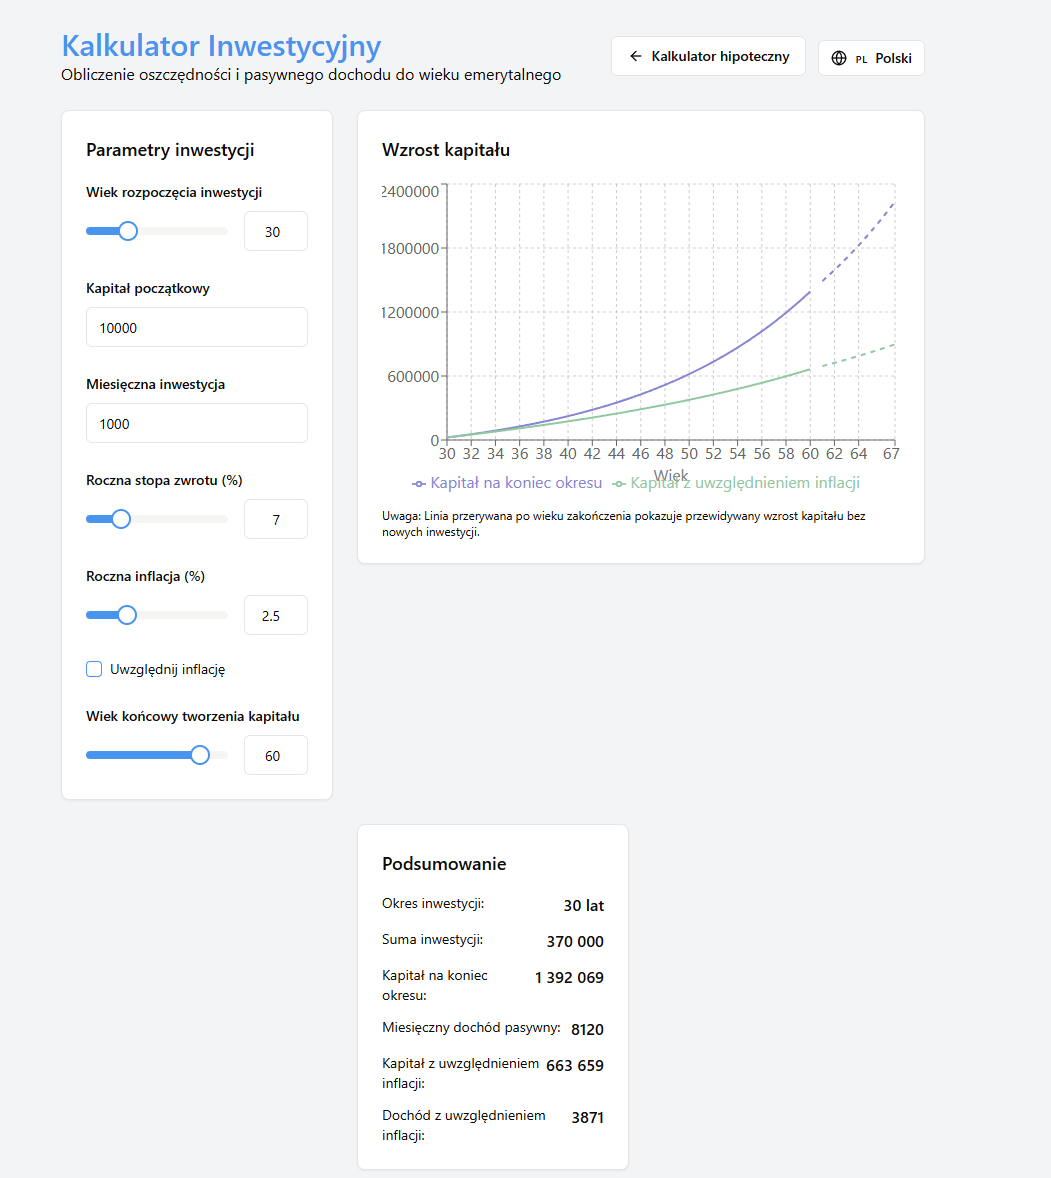 Kalkulator Inwestycyjny
Obliczenie oszczędności i pasywnego dochodu do wieku emerytalnego
Kalkulator hipoteczny
PL Polski
Parametry inwestycji
Wiek rozpoczęcia inwestycji
30
Kapitał początkowy
10000
Miesięczna inwestycja
1000
Roczna stopa zwrotu (%)
7
Roczna inflacja (%)
2.5
Uwzględnij inflację
Wiek końcowy tworzenia kapitału
60
Wzrost kapitału
2400000
1800000
1200000
600000
0
30 32 34 36 38 40 42 44 46 48 50 52 54 56 58 60 62 64 67
Wiek
Kapitał na koniec okresu Kapitał z uwzględnieniem inflacji
Uwaga: Linia przerywana po wieku zakończenia pokazuje przewidywany wzrost kapitału bez
nowych inwestycji.
Podsumowanie
Okres inwestycji: 30 lat
Suma inwestycji: 370 000
Kapitał na koniec 1 392 069
okresu:
Miesięczny dochód pasywny: 8120
Kapitał z uwzględnieniem 663 659
inflacji:
Dochód z uwzględnieniem 3871
inflacji: